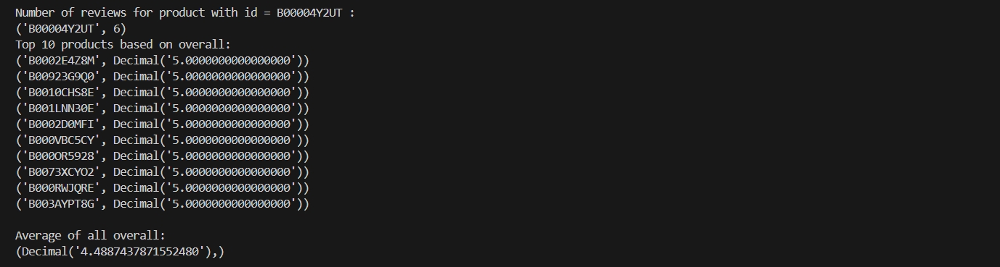 Number of reviews for product with id = B00004Y2UT :
('B00004Y2UT', 6)
Top 10 products based on overall:
('B0002E4Z8M', Decimal('5.0000000000000000'))
('B00923G9Q0', Decimal('5.0000000000000000'))
('B0010CHS8E', Decimal('5.0000000000000000'))
('B001LNN30E', Decimal('5.0000000000000000'))
('B0002D0MFI', Decimal('5.0000000000000000'))
('B000VBC5CY', Decimal('5.0000000000000000'))
('B000OR5928', Decimal('5.0000000000000000'))
('B0073XCYO2', Decimal('5.0000000000000000'))
('B000RWJQRE', Decimal('5.0000000000000000'))
('B003AYPT8G', Decimal('5.0000000000000000'))
Average of all overall:
(Decimal('4.4887437871552480'),)